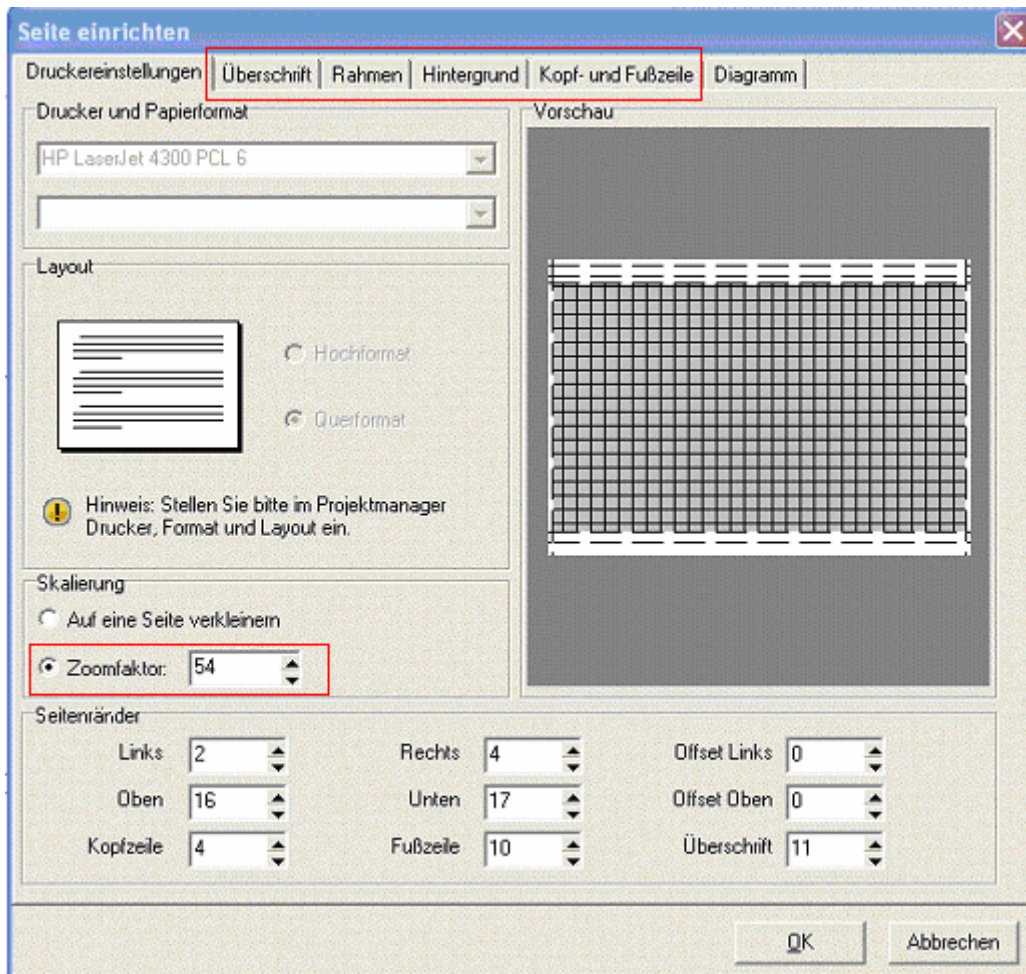 Seite einrichten
Druckereinstellungen Überschrift Rahmen Hintergrund Kopf- und Fußzeile Diagramm
Drucker und Papierformat
HP LaserJet 4300 PCL 6
Layout
Hochformat
Querformat
Hinweis: Stellen Sie bitte im Projektmanager
Drucker, Format und Layout ein.
Vorschau
Skalierung
Auf eine Seite verkleinern
Zoomfaktor: 54
Seitenränder
Links 2 Rechts 4 Offset Links 0
Oben 16 Unten 17 Offset Oben 0
Kopfzeile 4 Fußzeile 10 Überschrift 11
OK Abbrechen